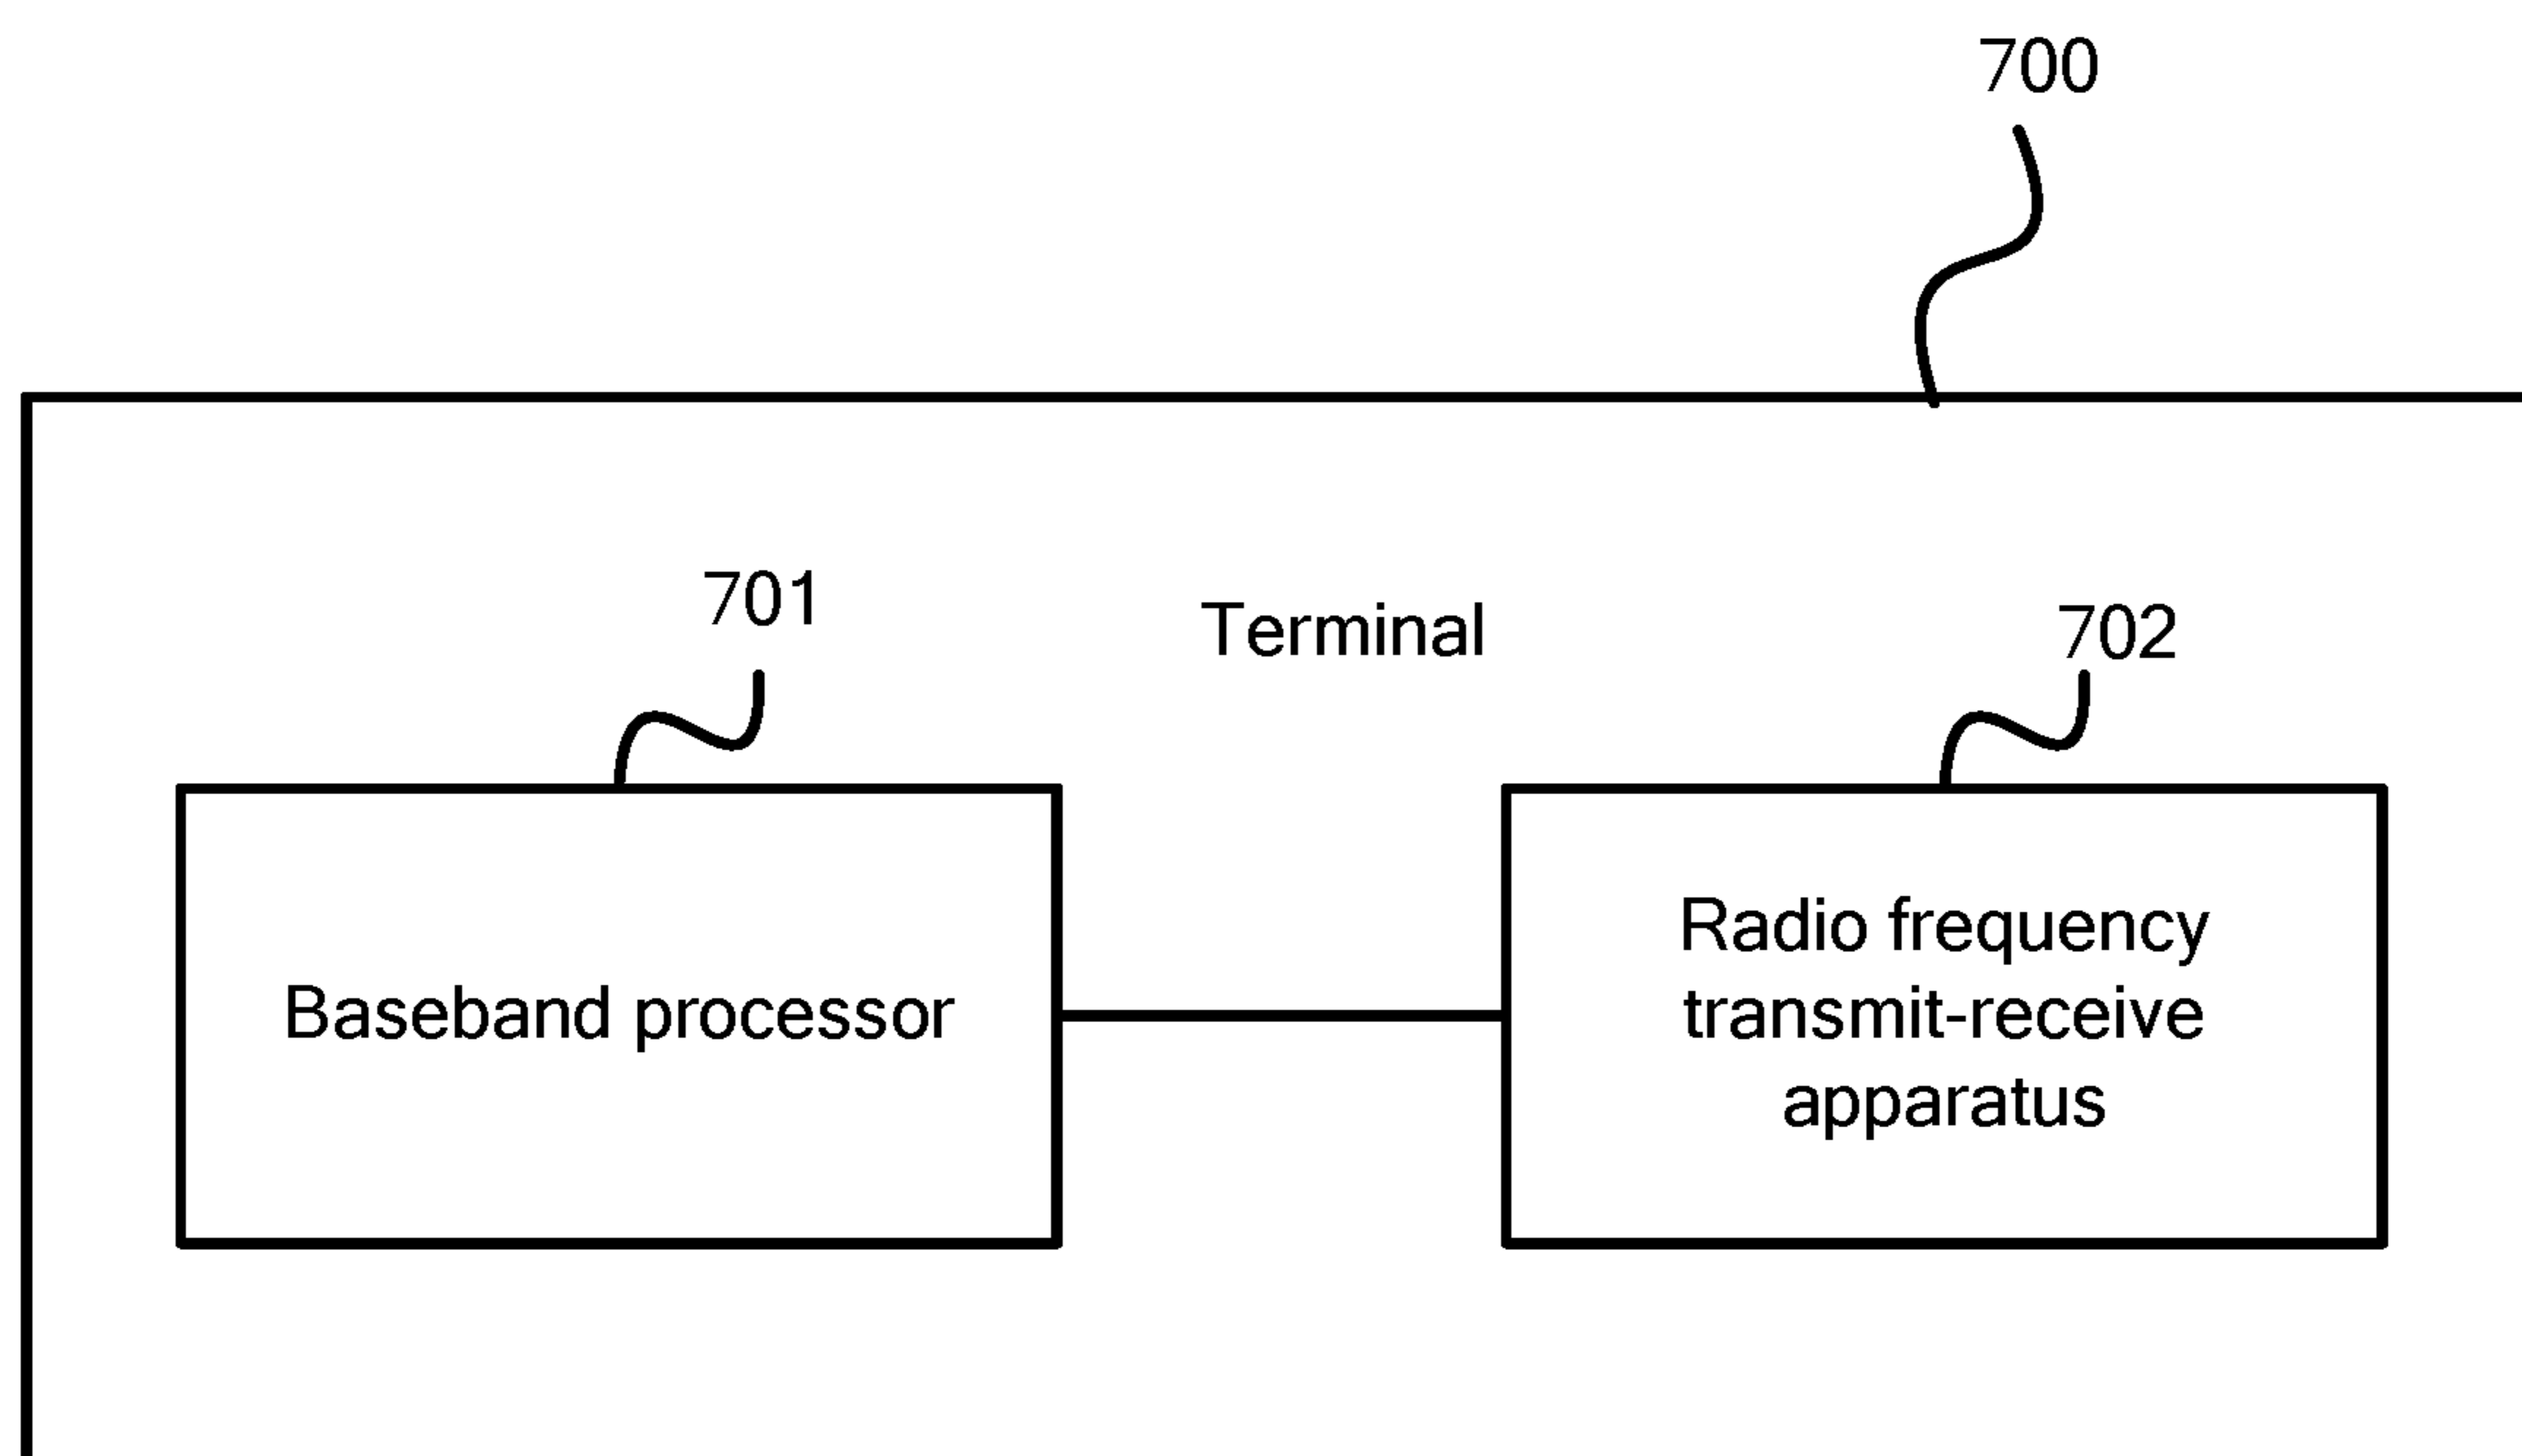 700
701
Terminal
702
Baseband processor
Radio frequency
transmit-receive
apparatus